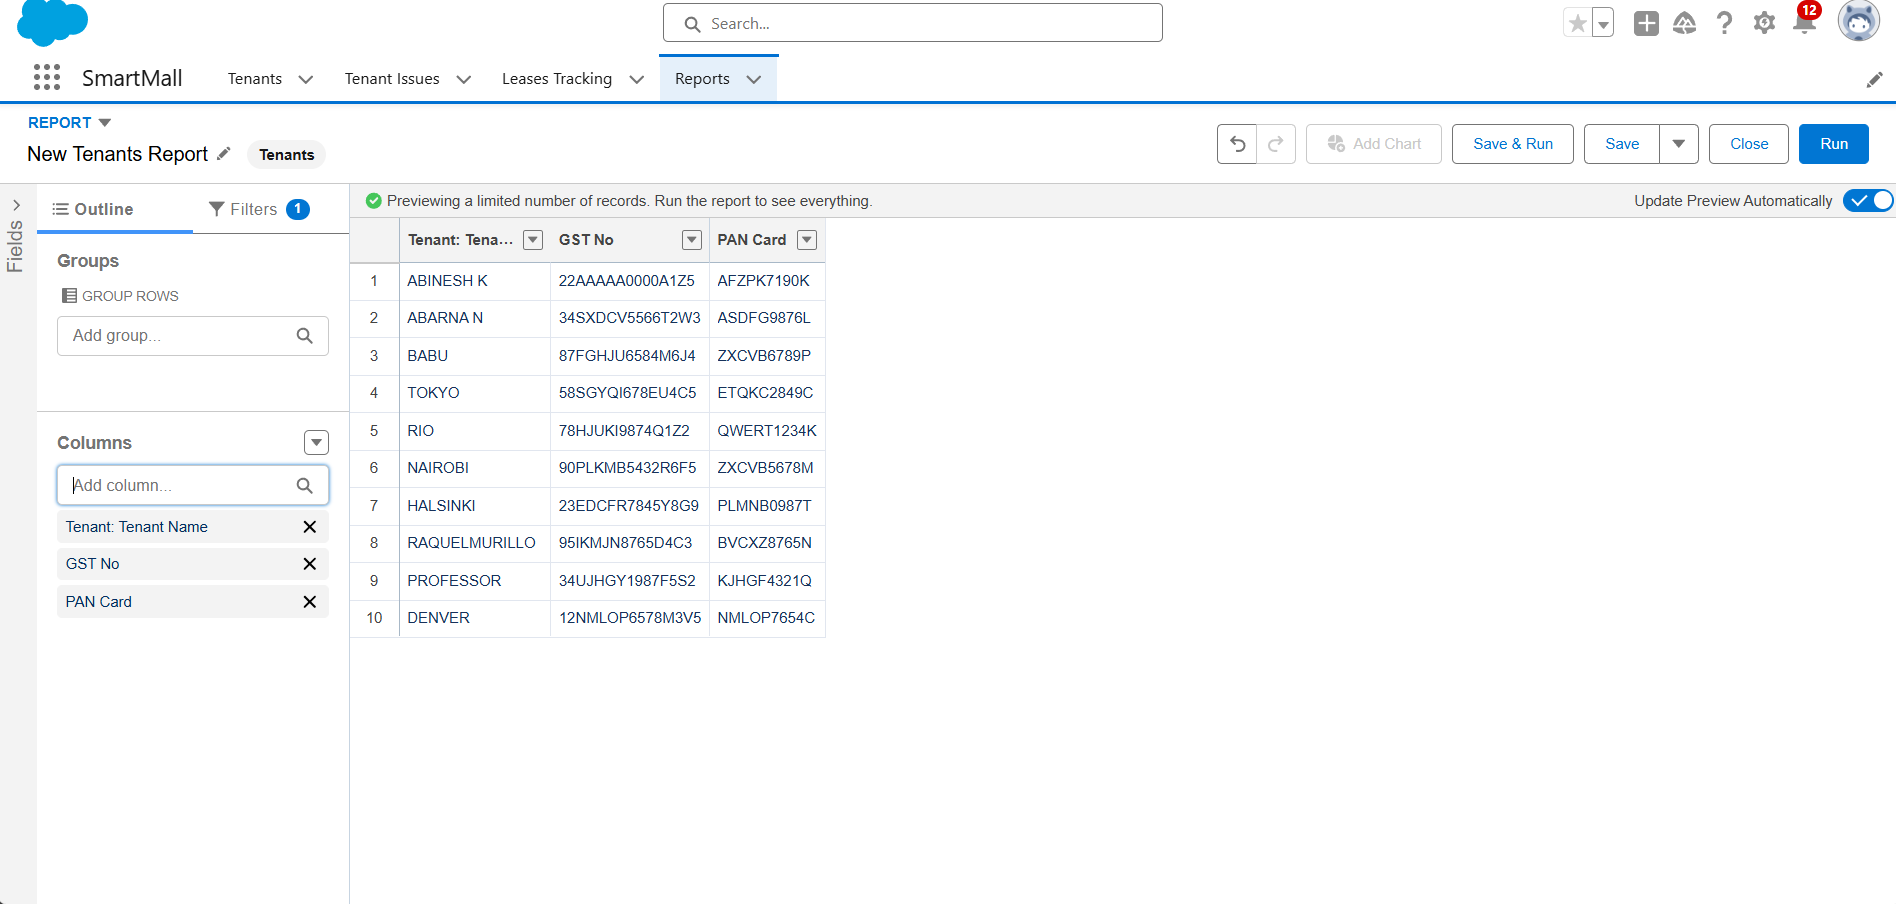 Search...
12
SmartMall Tenants Tenant Issues Leases Tracking Reports
REPORT
New Tenants Report Tenants
Add Chart Save & Run Save Close Run
Fields
Outline Filters 1
Previewing a limited number of records. Run the report to see everything. Update Preview Automatically
Groups
GROUP ROWS
Add group...
Columns
Add column...
Tenant: Tenant Name
GST No
PAN Card
Tenant: Tena... GST No PAN Card
1 ABINESH K 22AAAAA0000A1Z5 AFZPK7190K
2 ABARNA N 34SXDCV5566T2W3 ASDFG9876L
3 BABU 87FGHJU6584M6J4 ZXCVB6789P
4 TOKYO 58SGYQI678EU4C5 ETQKC2849C
5 RIO 78HJUKI9874Q1Z2 QWERT1234K
6 NAIROBI 90PLKMB5432R6F5 ZXCVB5678M
7 HALSINKI 23EDCFR7845Y8G9 PLMNB0987T
8 RAQUELMURILLO 95IKMJN8765D4C3 BVCXZ8765N
9 PROFESSOR 34UJHGY1987F5S2 KJHGF4321Q
10 DENVER 12NMLOP6578M3V5 NMLOP7654C